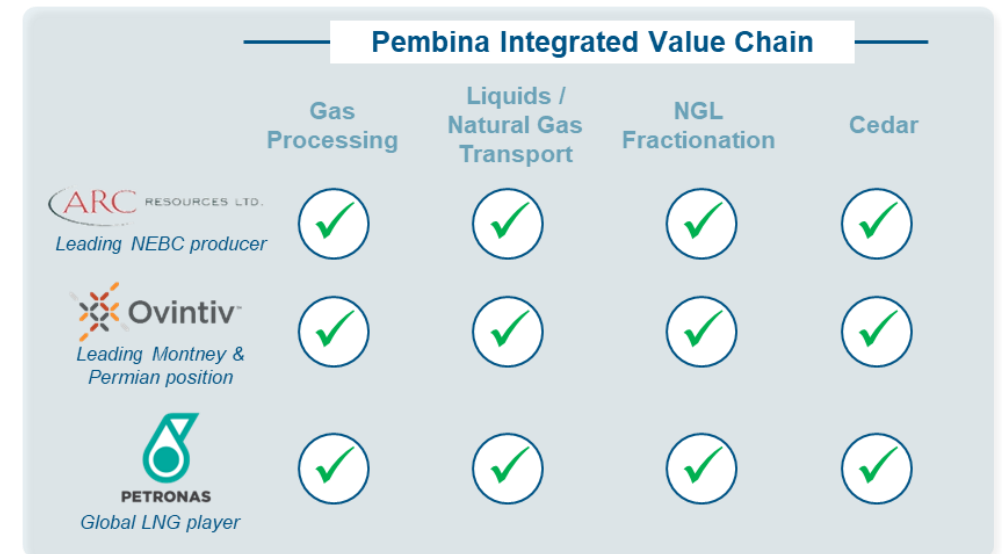 Pembina Integrated Value Chain
Gas
Processing
Liquids /
Natural Gas
Transport
NGL
Fractionation
Cedar
ARC RESOURCES LTD.
Leading NEBC producer
Ovintiv™
Leading Montney &
Permian position
PETRONAS
Global LNG player